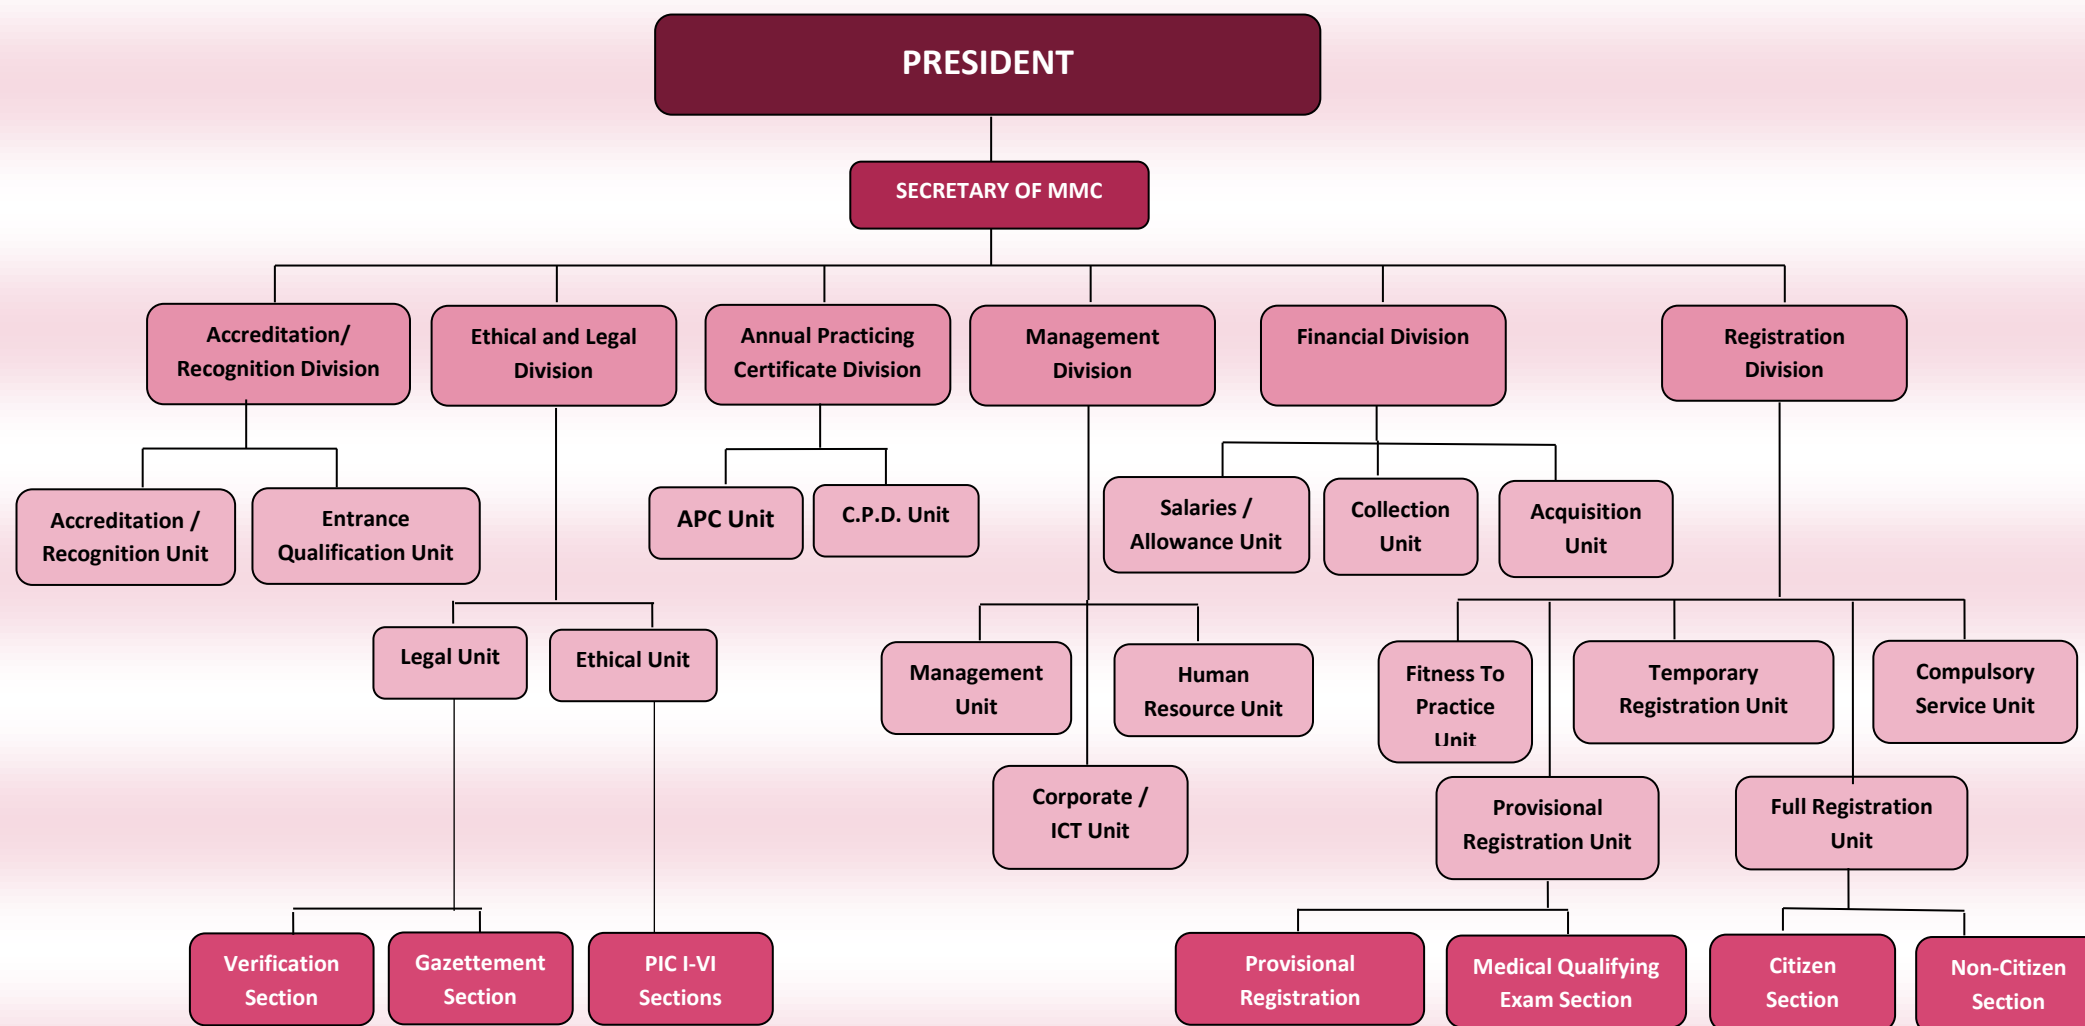 PRESIDENT
SECRETARY OF MMC
Accreditation/
Recognition Division
Ethical and Legal
Division
Annual Practicing
Certificate Division
Management
Division
Financial Division
Registration
Division
Accreditation /
Recognition Unit
Entrance
Qualification Unit
APC Unit
C.P.D. Unit
Salaries /
Allowance Unit
Collection
Unit
Acquisition
Unit
Legal Unit
Ethical Unit
Management
Unit
Human
Resource Unit
Fitness To
Practice
Unit
Temporary
Registration Unit
Compulsory
Service Unit
Corporate /
ICT Unit
Provisional
Registration Unit
Full Registration
Unit
Verification
Section
Gazettement
Section
PIC I-VI
Sections
Provisional
Registration
Medical Qualifying
Exam Section
Citizen
Section
Non-Citizen
Section